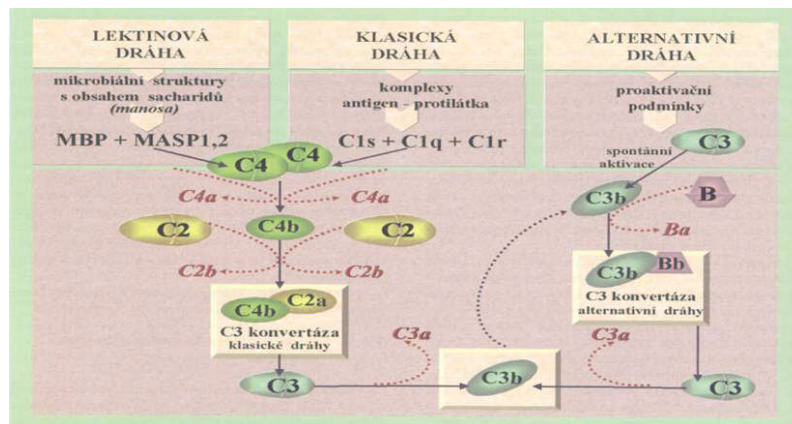 LEKTINOVÁ
DRÁHA
KLASICKÁ
DRÁHA
ALTERNATIVNÍ
DRÁHA
mikrobiální struktury
s obsahem sacharidů
(manosa)
komplexy
antigen - protilátka
proaktivační
podmínky
MBP + MASP1,2
C4
C4
C1s + C1q + C1r
spontánní
aktivace
C3
C4a
C4a
C3b
B
C2
C4b
C2
Ba
C2b
C2b
C3b
Bb
C4b
C2a
C3 konvertáza
klasické dráhy
C3 konvertáza
alternativní dráhy
C3a
C3a
C3
C3b
C3